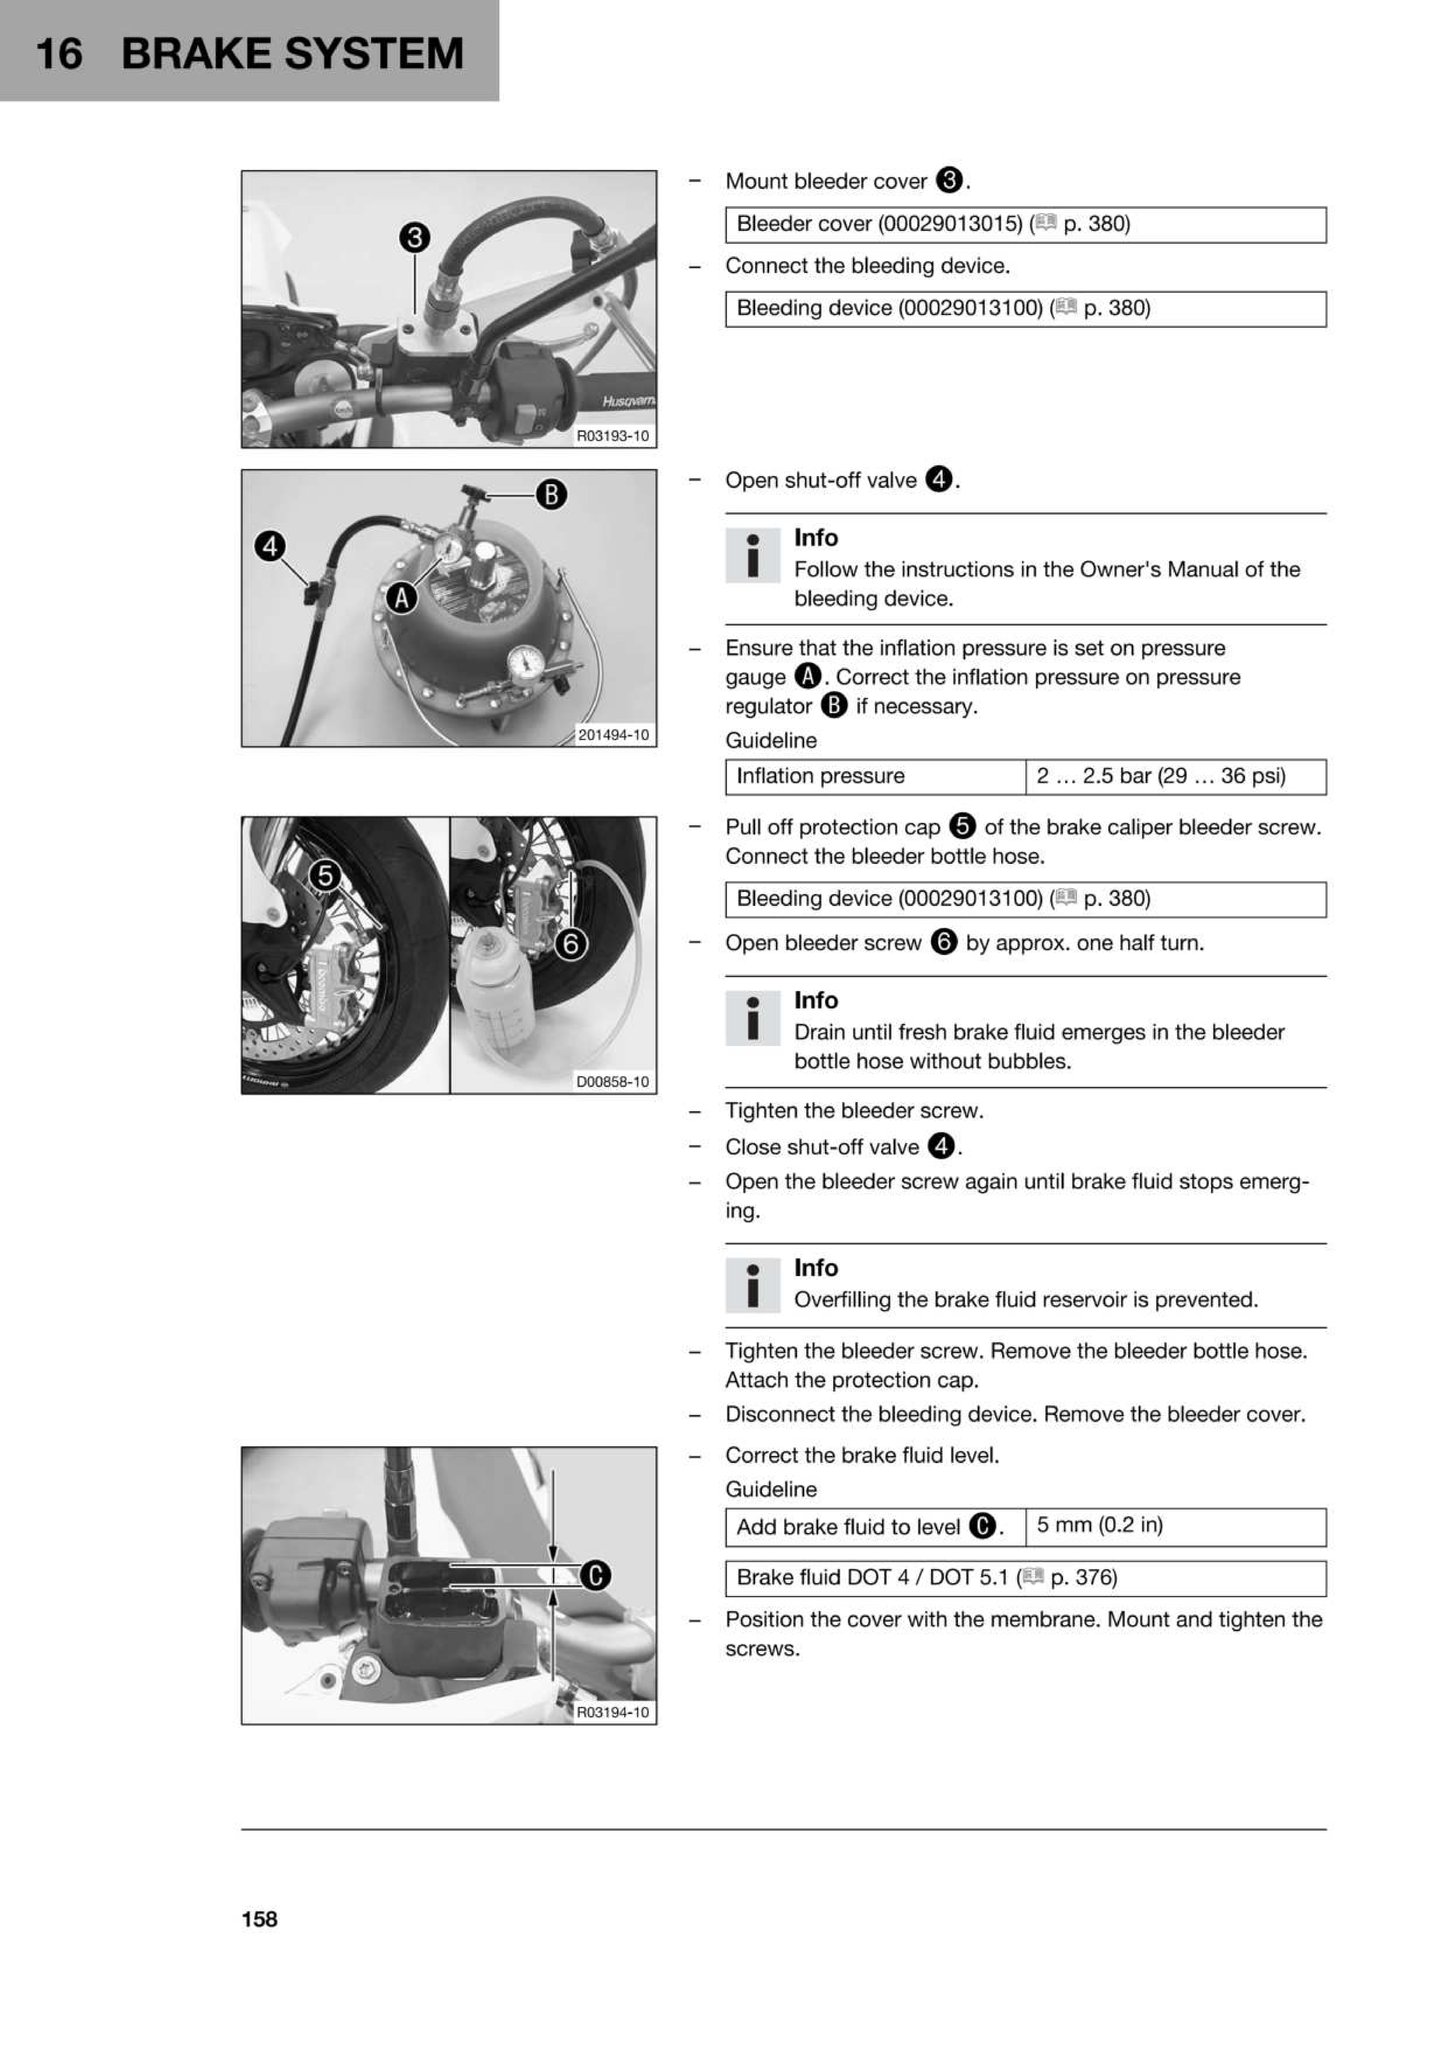 16 BRAKE SYSTEM
3
Husqvarn
R03193-10
– Mount bleeder cover 3.
Bleeder cover (00029013015) (p. 380)
– Connect the bleeding device.
Bleeding device (00029013100) (p. 380)
4
A
B
201494-10
– Open shut-off valve 4.
i
Info
Follow the instructions in the Owner's Manual of the
bleeding device.
– Ensure that the inflation pressure is set on pressure
gauge A. Correct the inflation pressure on pressure
regulator B if necessary.
Guideline
Inflation pressure 2 … 2.5 bar (29 … 36 psi)
5
6
D00858-10
– Pull off protection cap 5 of the brake caliper bleeder screw.
Connect the bleeder bottle hose.
Bleeding device (00029013100) (p. 380)
– Open bleeder screw 6 by approx. one half turn.
i
Info
Drain until fresh brake fluid emerges in the bleeder
bottle hose without bubbles.
– Tighten the bleeder screw.
– Close shut-off valve 4.
– Open the bleeder screw again until brake fluid stops emerg-
ing.
i
Info
Overfilling the brake fluid reservoir is prevented.
– Tighten the bleeder screw. Remove the bleeder bottle hose.
Attach the protection cap.
– Disconnect the bleeding device. Remove the bleeder cover.
C
R03194-10
– Correct the brake fluid level.
Guideline
Add brake fluid to level C. 5 mm (0.2 in)
Brake fluid DOT 4 / DOT 5.1 (p. 376)
– Position the cover with the membrane. Mount and tighten the
screws.
158